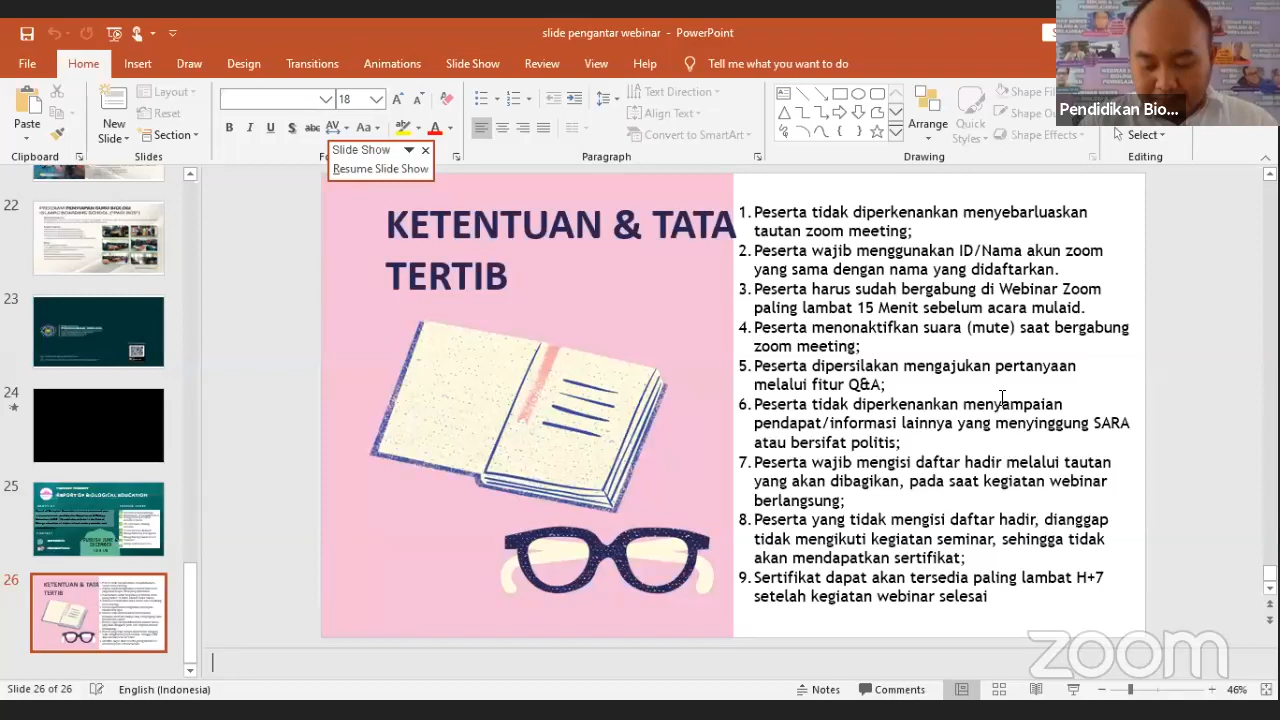 slide pengantar webinar - PowerPoint
File Home Insert Draw Design Transitions Animations Slide Show Review View Help Tell me what you want to do
Pendidikan Bio...
Paste
New
Slide
Layout
Reset
Section
18
Text Direction
Align Text
Convert to SmartArt
Arrange
Quick
Styles
Shape Fi
Shape Effects
Select
Clipboard Slides Paragraph Drawing Editing
Slide Show
Resume Slide Show
22
23
24
25
26
KETENTUAN & TATA
TERTIB
1. tidak diperkenankan menyebarluaskan
tautan zoom meeting;
2. Peserta wajib menggunakan ID/Nama akun zoom
yang sama dengan nama yang didaftarkan.
3. Peserta harus sudah bergabung di Webinar Zoom
paling lambat 15 Menit sebelum acara mulaid.
4. menonaktifkan suara (mute) saat bergabung
zoom meeting;
5. Peserta dipersilakan mengajukan pertanyaan
melalui fitur Q&A;
6. Peserta tidak diperkenankan menyampaian
pendapat/informasi lainnya yang menyinggung SARA
atau bersifat politis;
7. Peserta wajib mengisi daftar hadir melalui tautan
akan dibagikan, pada saat kegiatan webinar
berlangsung;
8. Peserta yang tidak mengisi daftar hadir, dianggap
tidak mengikuti kegiatan seminar, sehingga tidak
akan mendapatkan sertifikat;
9. akan tersedia paling lambat H+7
setelah kegiatan webinar selesai
zoom
Slide 26 of 26 English (Indonesia) Notes Comments 46%